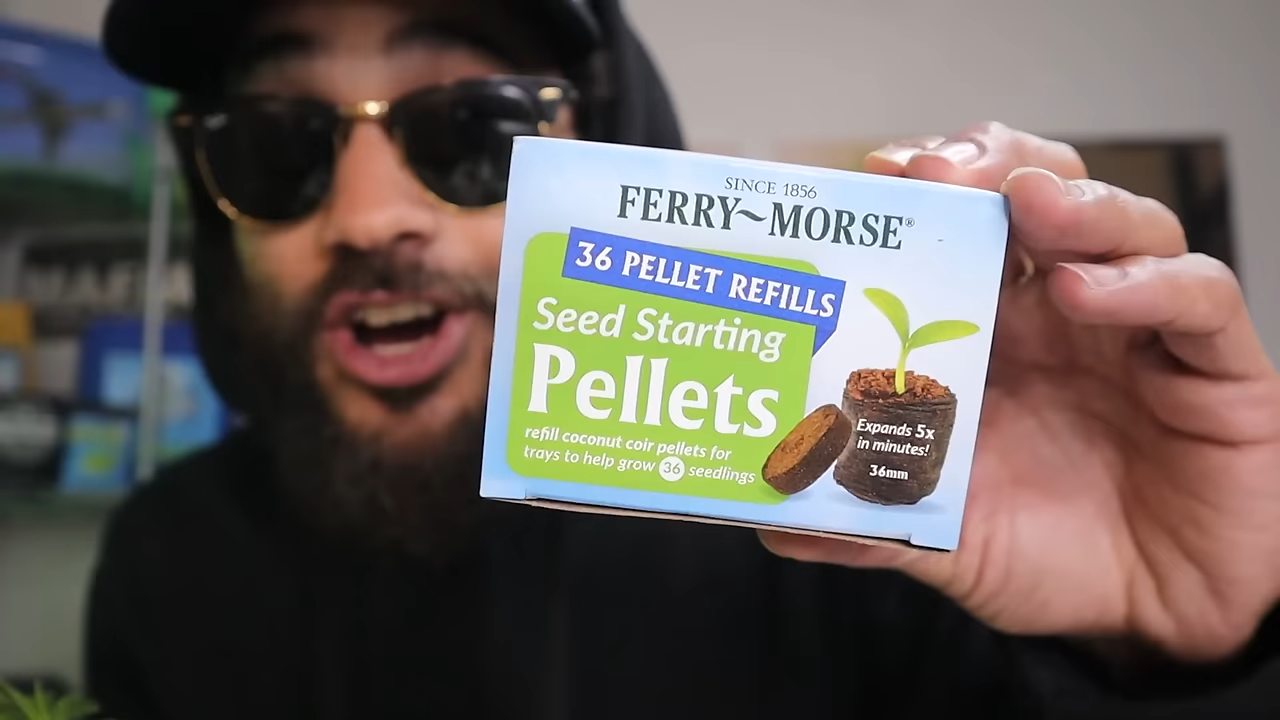 SINCE 1856
FERRY~MORSE®
36 PELLET REFILLS
Seed Starting
Pellets
refill coconut coir pellets for
trays to help grow 36 seedlings
Expands 5x
in minutes!
36mm